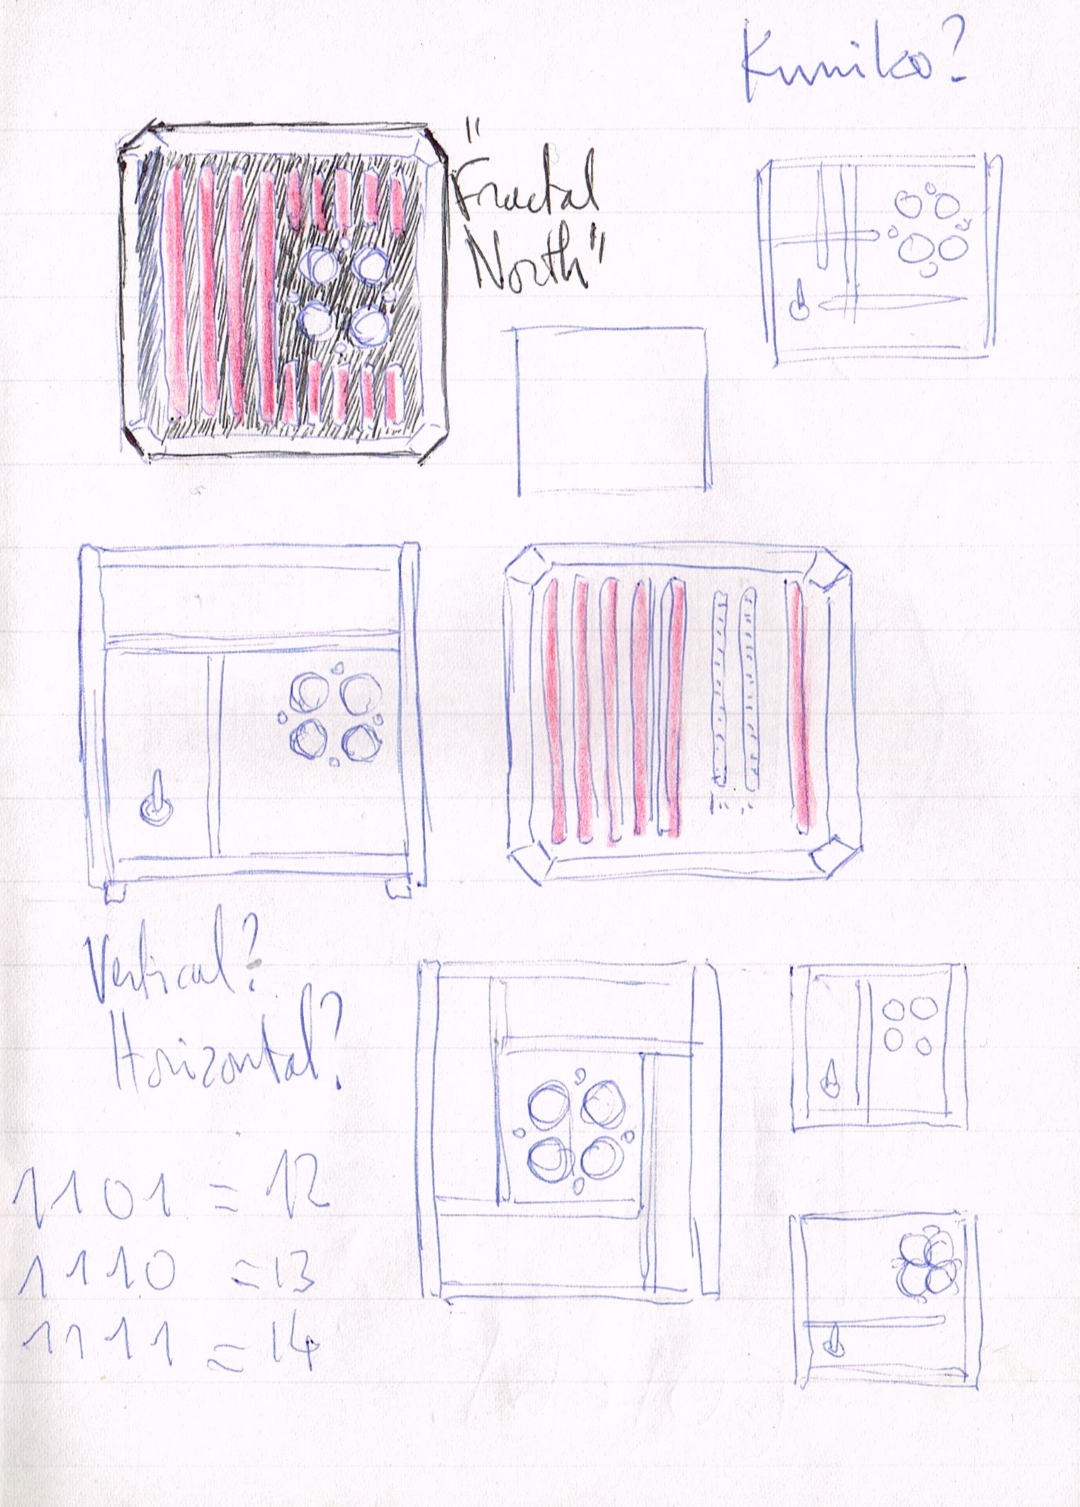 Kumiko?
"
Fractal
North"
Vertical?
Horizontal?
1101 = 12
1110 = 13
1111 = 14